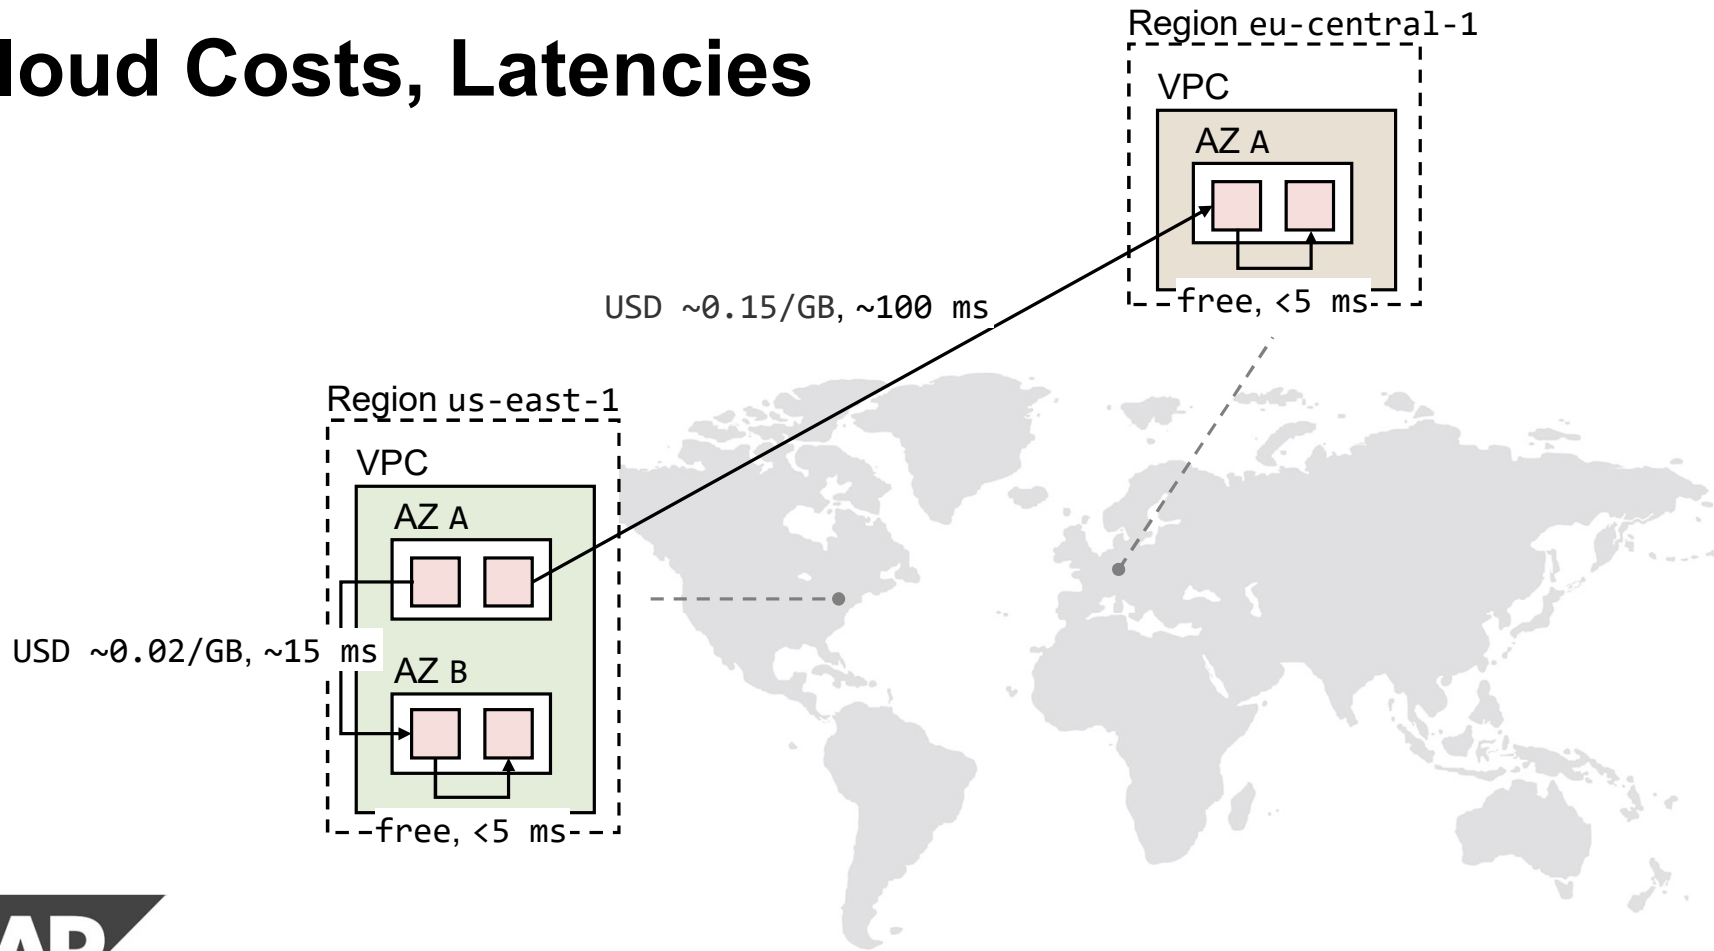 loud Costs, Latencies
Region eu-central-1
VPC
AZ A
free, <5 ms
USD ~0.15/GB, ~100 ms
Region us-east-1
VPC
AZ A
USD ~0.02/GB, ~15 ms
AZ B
free, <5 ms
AP